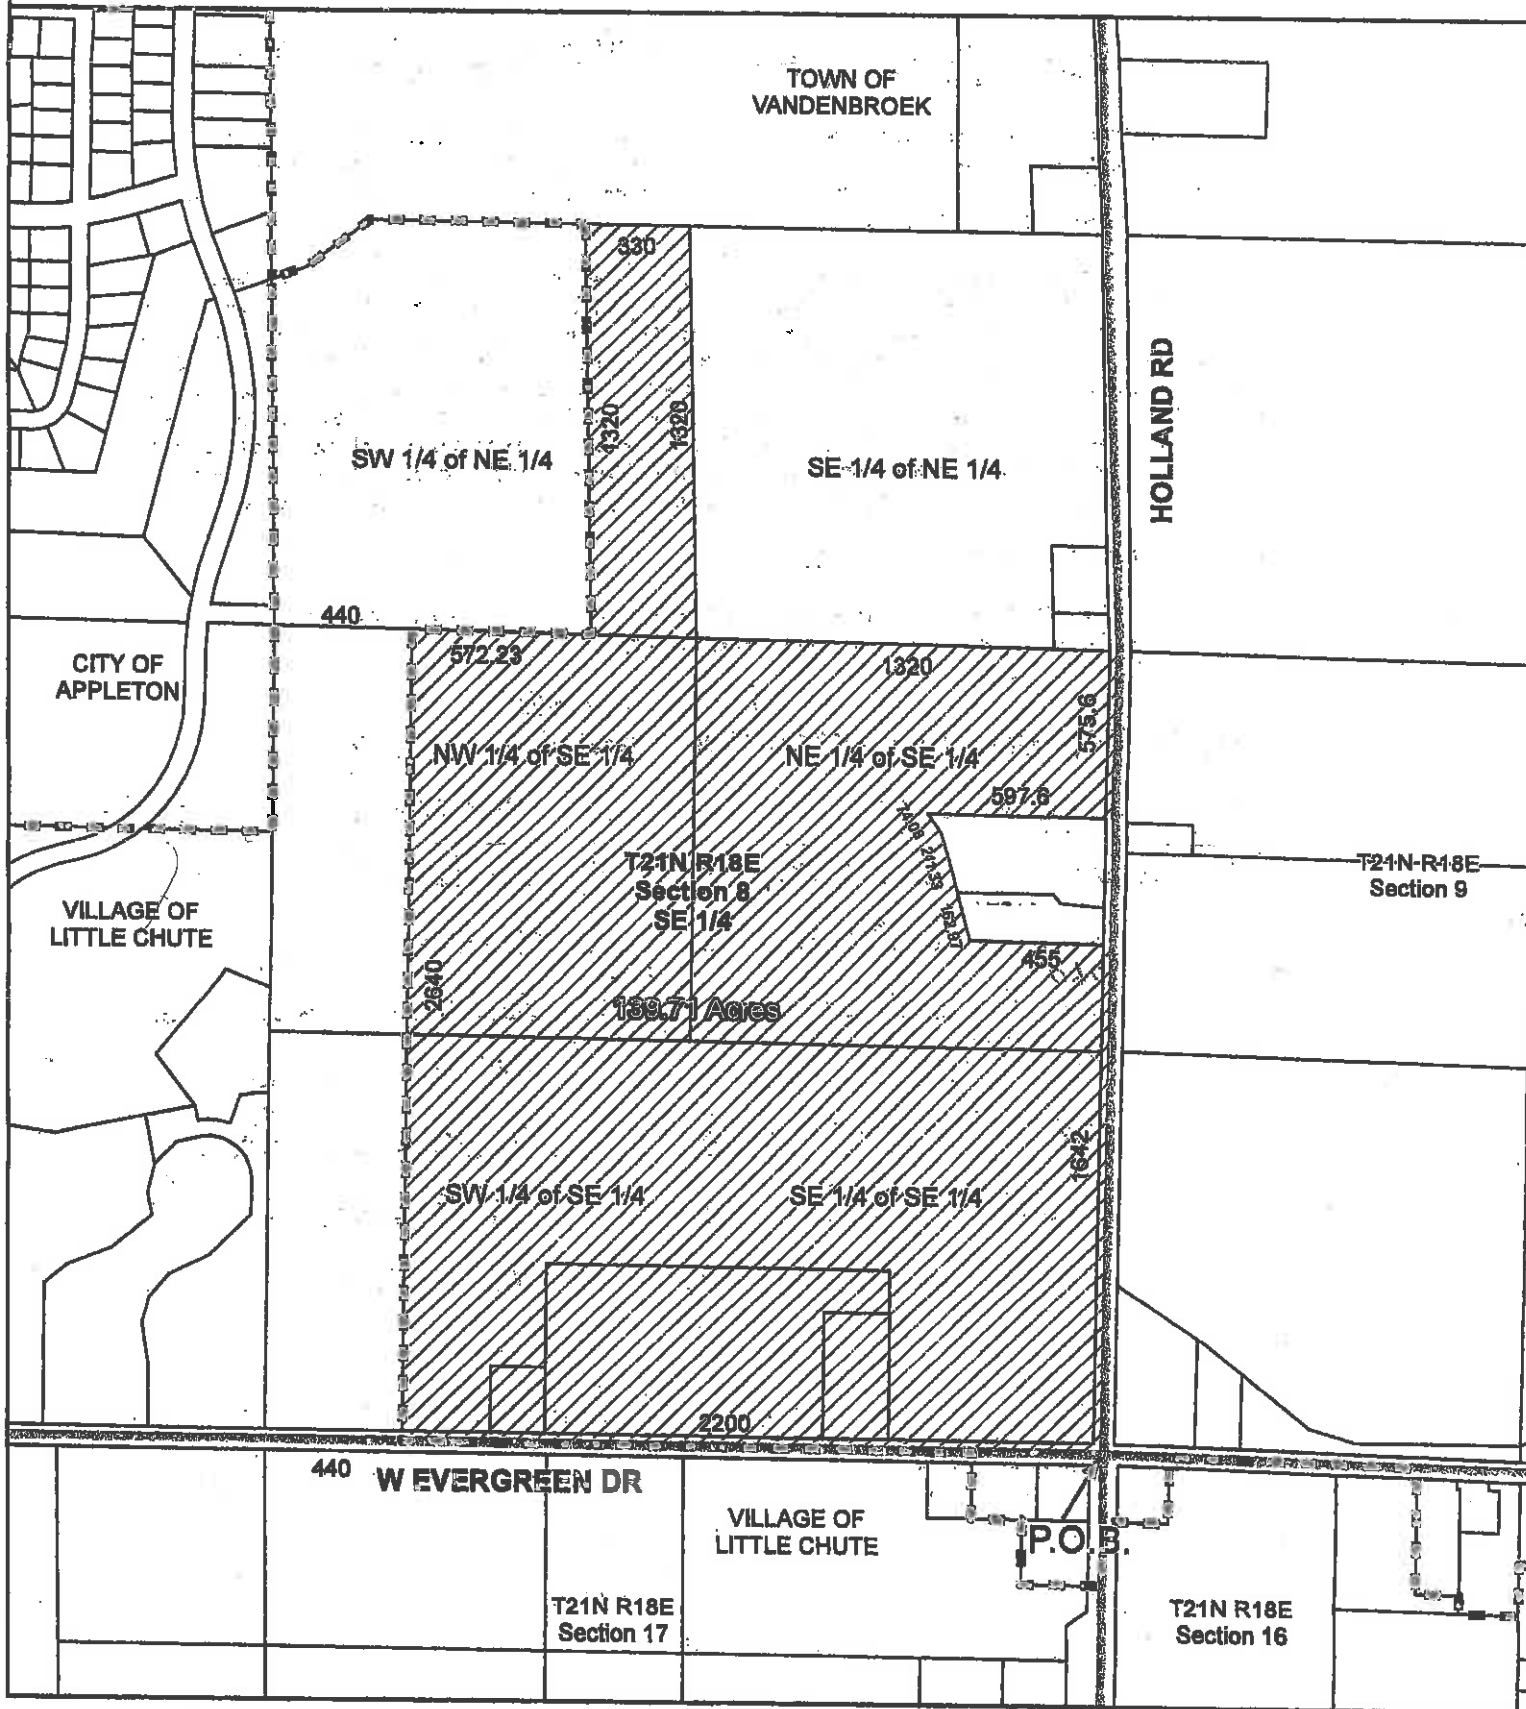 TOWN OF
VANDENBROEK
330
HOLLAND RD
1320
1320
SW 1/4 of NE 1/4
SE 1/4 of NE 1/4
440
572.23
1320
CITY OF
APPLETON
575.6
NW 1/4 of SE 1/4
NE 1/4 of SE 1/4
597.6
74.08
241.33
T21N R18E
Section 8
SE 1/4
T21N R18E
Section 9
VILLAGE OF
LITTLE CHUTE
455
2640
139.71 Acres
1642
SW 1/4 of SE 1/4
SE 1/4 of SE 1/4
2200
440
W EVERGREEN DR
VILLAGE OF
LITTLE CHUTE
P.O.B.
T21N R18E
Section 17
T21N R18E
Section 16